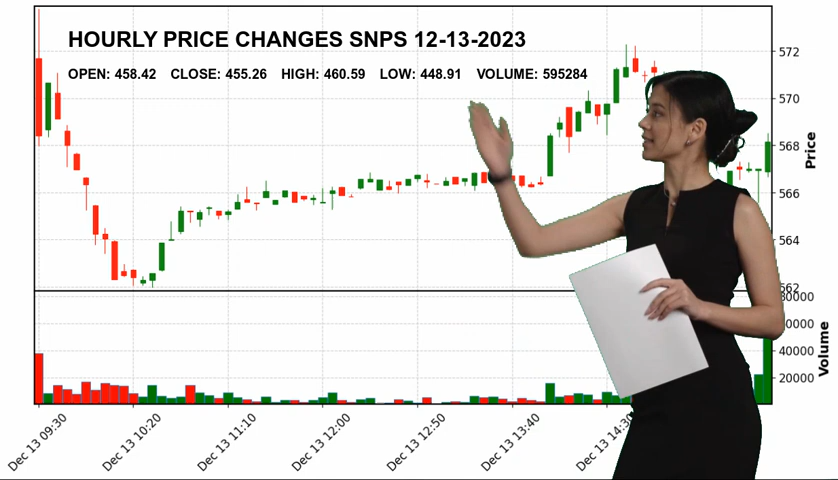 HOURLY PRICE CHANGES SNPS 12-13-2023
OPEN: 458.42 CLOSE: 455.26 HIGH: 460.59 LOW: 448.91 VOLUME: 595284
572
570
568
566
564
Price
20000
40000
Volume
Dec 13 09:30
Dec 13 10:20
Dec 13 11:10
Dec 13 12:00
Dec 13 12:50
Dec 13 13:40
Dec 13 14:30